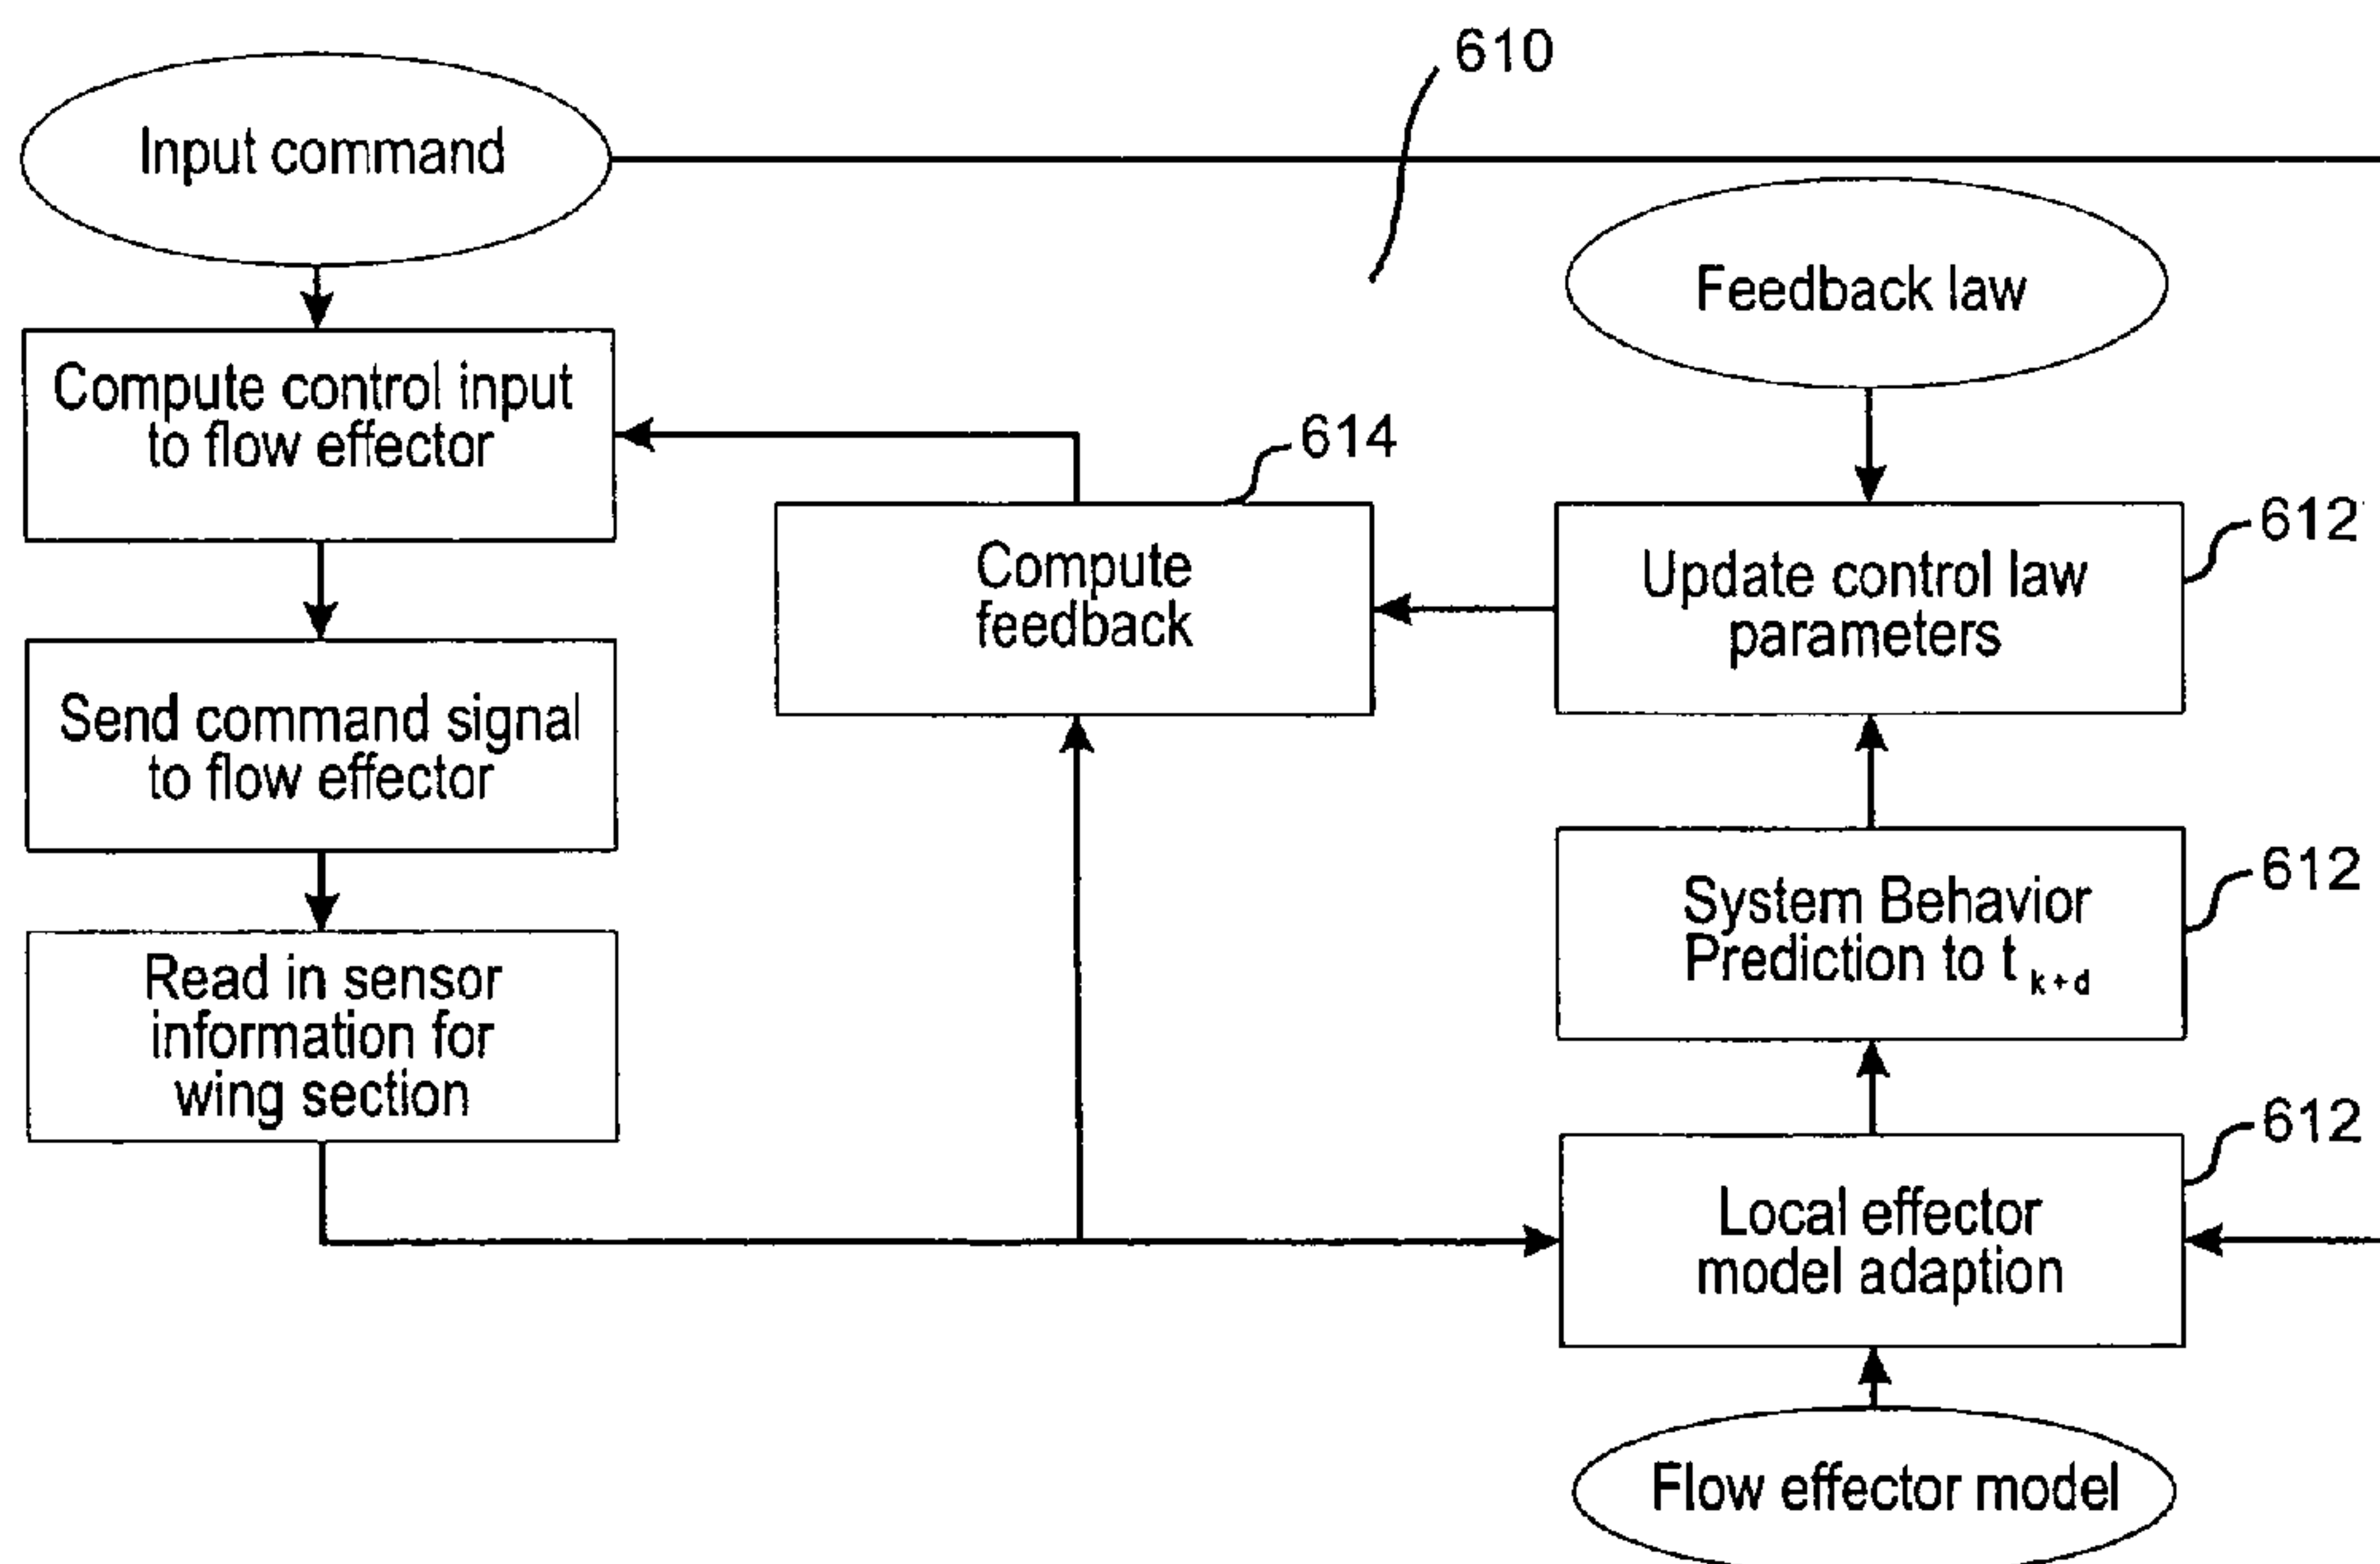 610
Input command
Feedback law
Compute control input
to flow effector
614
612
Compute
feedback
Update control law
parameters
Send command signal
to flow effector
612
System Behavior
Prediction to t k+d
Read in sensor
information for
wing section
612
Local effector
model adaption
Flow effector model